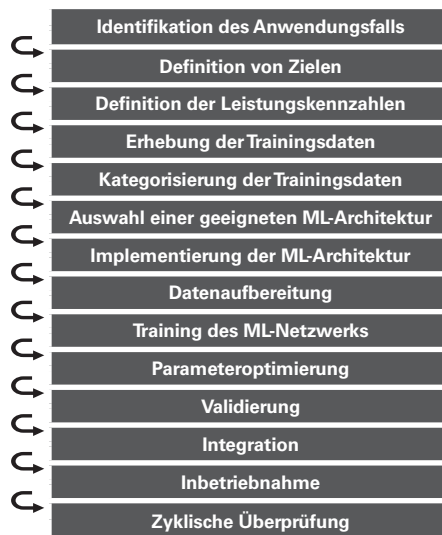 Identifikation des Anwendungsfalls
Definition von Zielen
Definition der Leistungskennzahlen
Erhebung der Trainingsdaten
Kategorisierung der Trainingsdaten
Auswahl einer geeigneten ML-Architektur
Implementierung der ML-Architektur
Datenaufbereitung
Training des ML-Netzwerks
Parameteroptimierung
Validierung
Integration
Inbetriebnahme
Zyklische Überprüfung